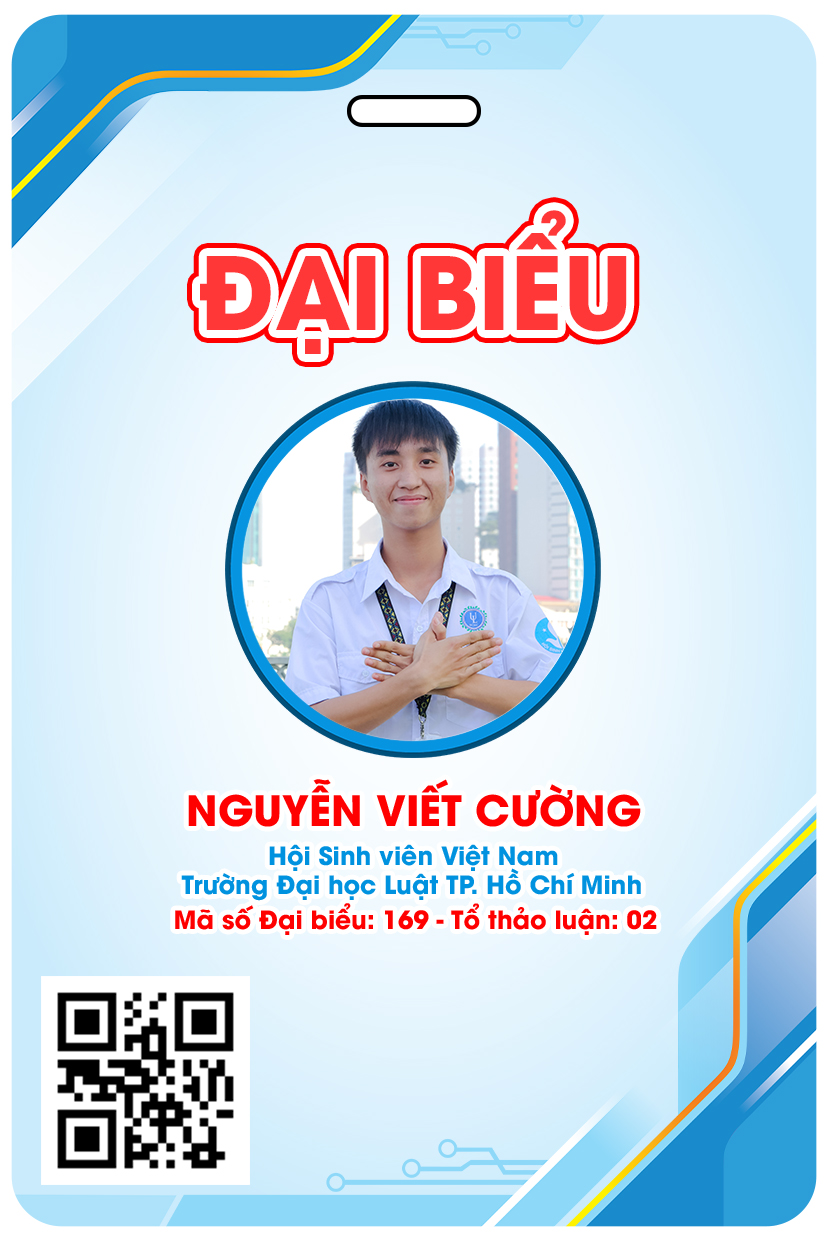 ĐẠI BIỂU
NGUYỄN VIẾT CƯỜNG
Hội Sinh viên Việt Nam
Trường Đại học Luật TP. Hồ Chí Minh
Mã số Đại biểu: 169 - Tổ thảo luận: 02